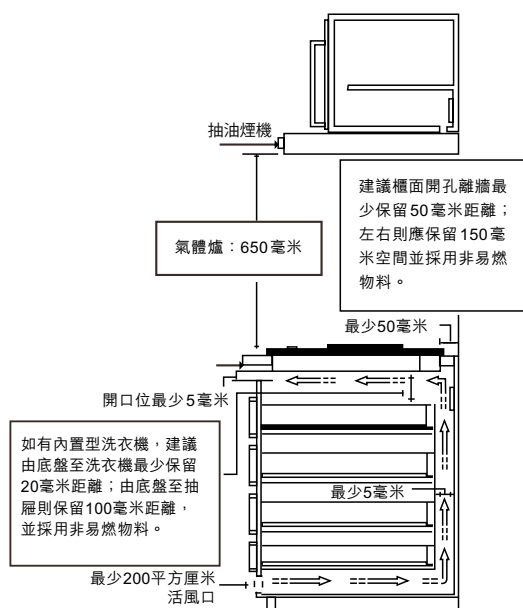 抽油煙機
建議櫃面開孔離牆最
少保留50毫米距離；
左右則應保留150毫
米空間並採用非易燃
物料。
氣體爐：650毫米
最少50毫米
開口位最少5毫米
如有內置型洗衣機，建議
由底盤至洗衣機最少保留
20毫米距離；由底盤至抽
屜則保留100毫米距離，
並採用非易燃物料。
最少5毫米
最少200平方厘米
活風口